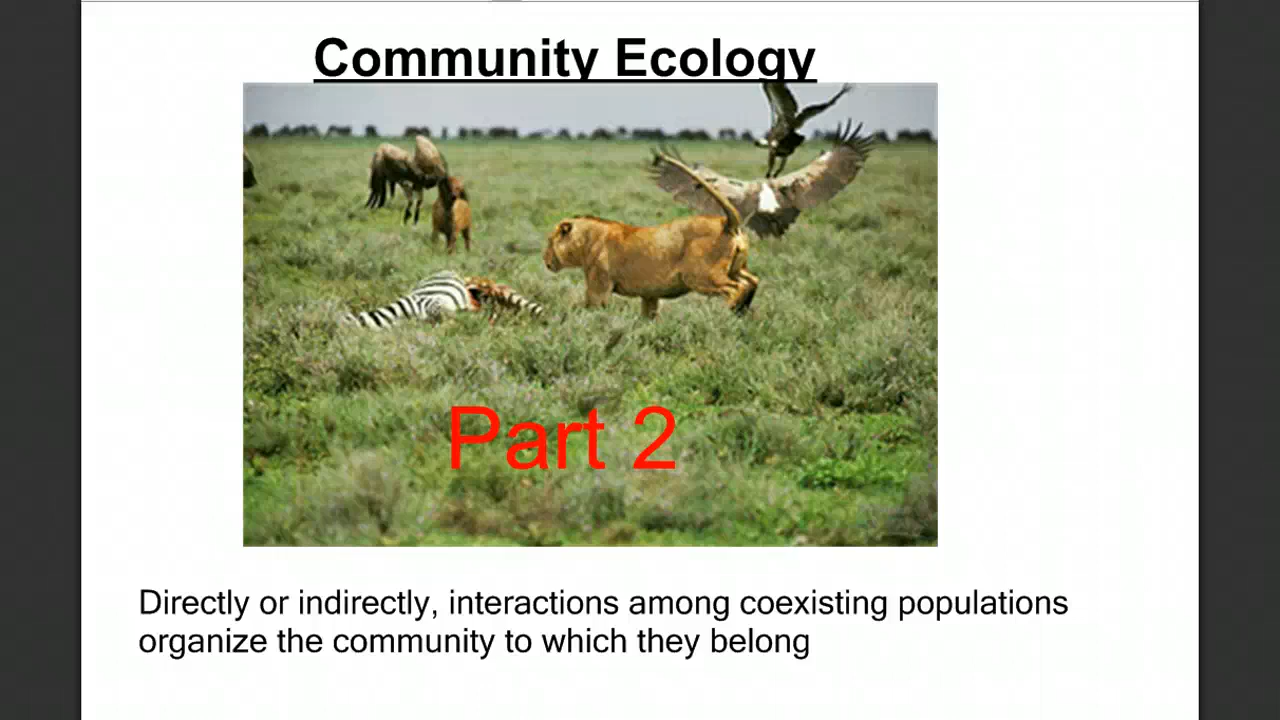 Community Ecology
Part 2
Directly or indirectly, interactions among coexisting populations
organize the community to which they belong